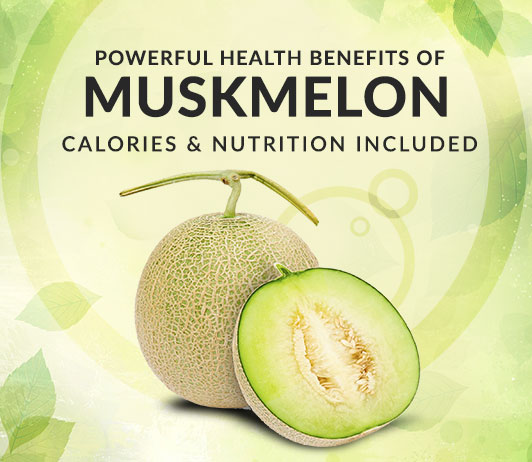 POWERFUL HEALTH BENEFITS OF
MUSKMELON
CALORIES & NUTRITION INCLUDED